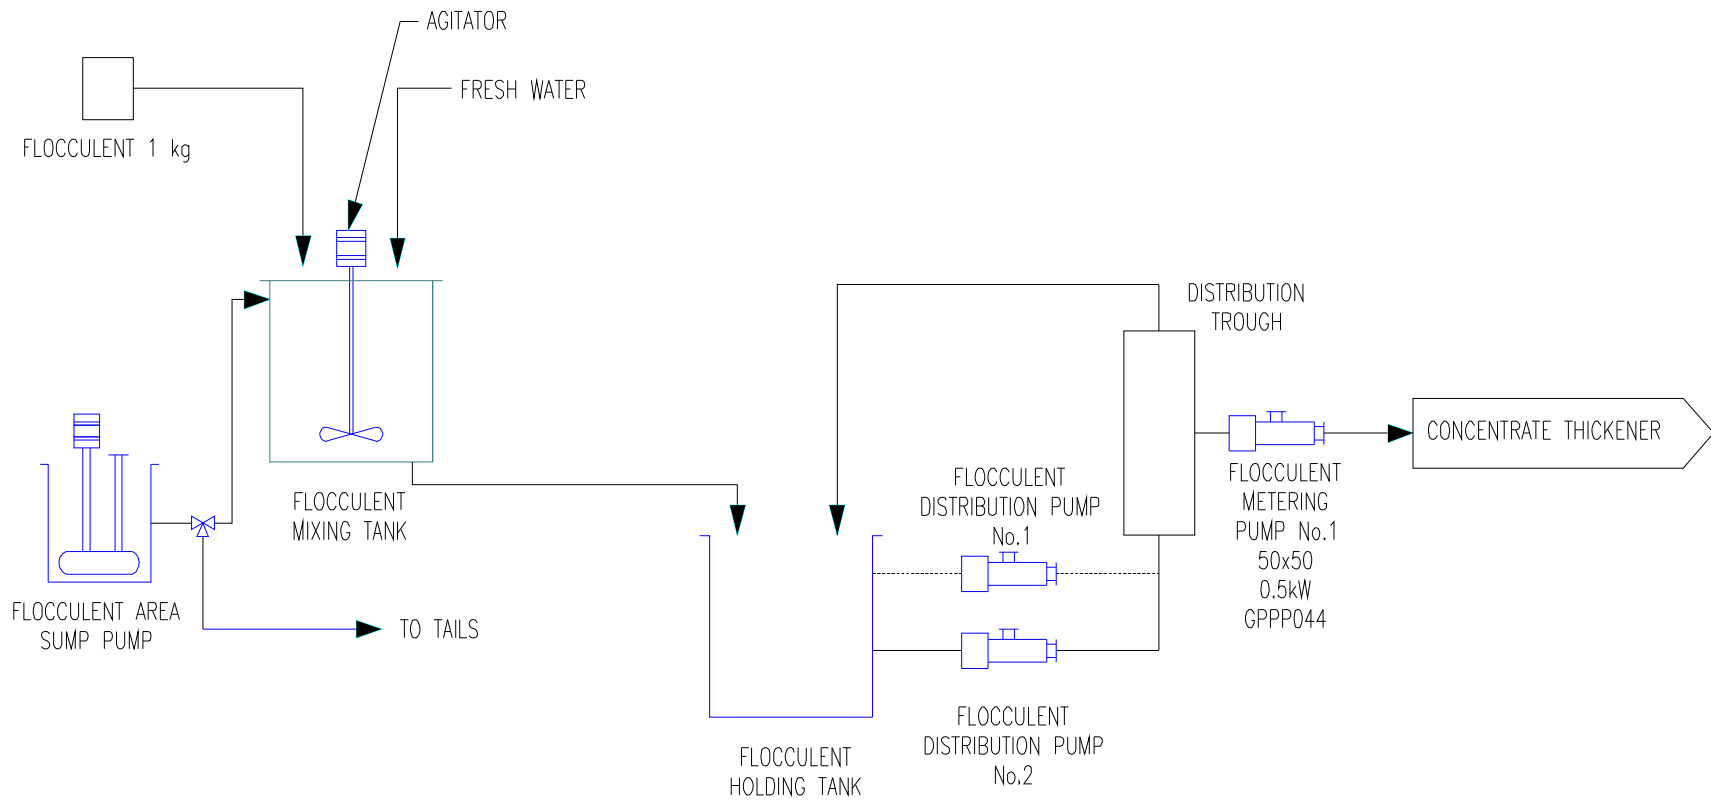 AGITATOR
FRESH WATER
FLOCCULENT 1 kg
DISTRIBUTION
TROUGH
CONCENTRATE THICKENER
FLOCCULENT
METERING
PUMP No.1
50x50
0.5kW
GPPP044
FLOCCULENT
DISTRIBUTION PUMP
No.1
FLOCCULENT
MIXING TANK
FLOCCULENT AREA
SUMP PUMP
TO TAILS
FLOCCULENT
DISTRIBUTION PUMP
No.2
FLOCCULENT
HOLDING TANK